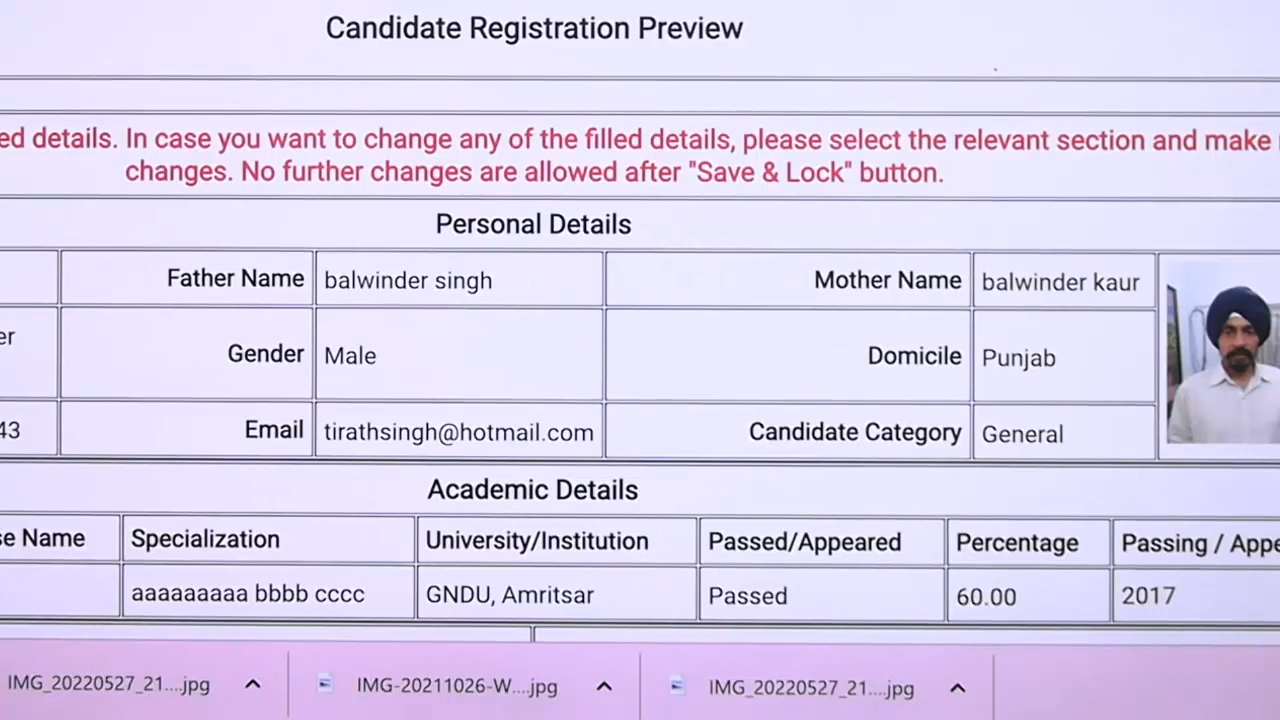 Candidate Registration Preview
ed details. In case you want to change any of the filled details, please select the relevant section and make
changes. No further changes are allowed after "Save & Lock" button.
Personal Details
Father Name balwinder singh Mother Name balwinder kaur
er Gender Male Domicile Punjab
43 Email tirathsingh@hotmail.com Candidate Category General
Academic Details
se Name Specialization University/Institution Passed/Appeared Percentage Passing / Appe
aaaaaaaaa bbbb cccc GNDU, Amritsar Passed 60.00 2017
IMG_20220527_21....jpg IMG-20211026-W....jpg IMG_20220527_21....jpg